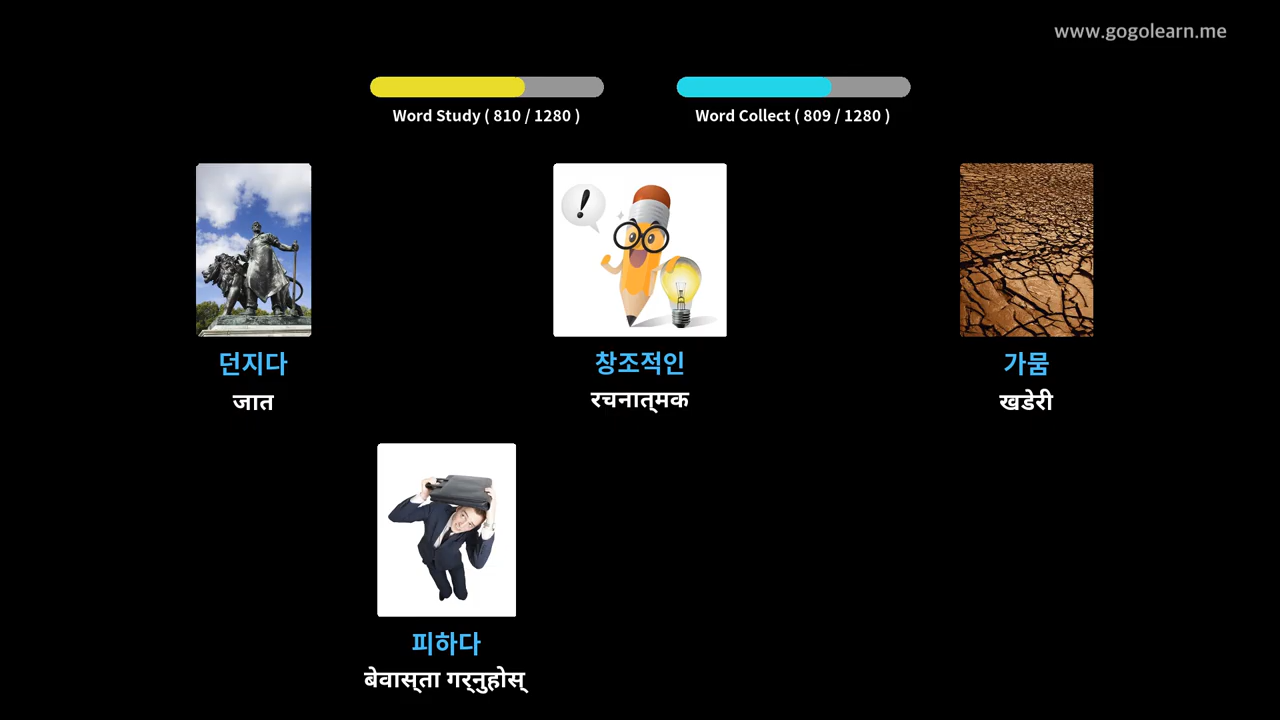 www.gogolearn.me
Word Study ( 810 / 1280 )
Word Collect ( 809 / 1280 )
던지다
जात
창조적인
रचनात्मक
가뭄
खडेरी
피하다
बेवास्ता गर्नुहोस्